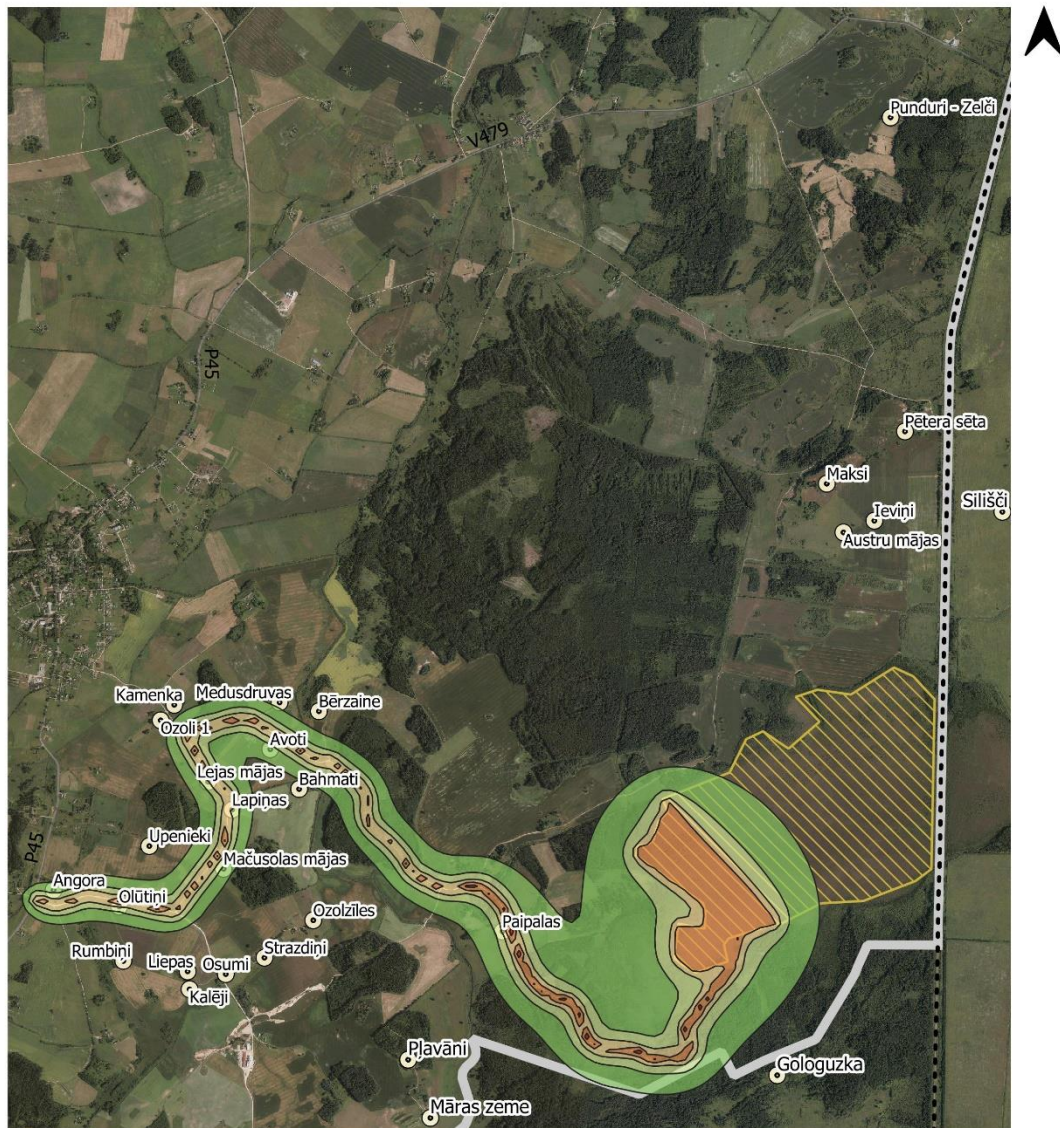 Punduri - Zelči
V479
P45
Pētera sēta
Maksi
Silišči
Ieviņi
Austru mājas
Kamenka
Medusdruvas
Bērzaine
Ozoli 1
Avoti
Lejas mājas
Bahmati
Lapiņas
Upenieki
P45
Mačusolas mājas
Angora
Olūtiņi
Ozolzīles
Paipalas
Rumbiņi
Liepas
Osumi
Strazdiņi
Kalēji
Pļavāni
Gologuzka
Māras zeme